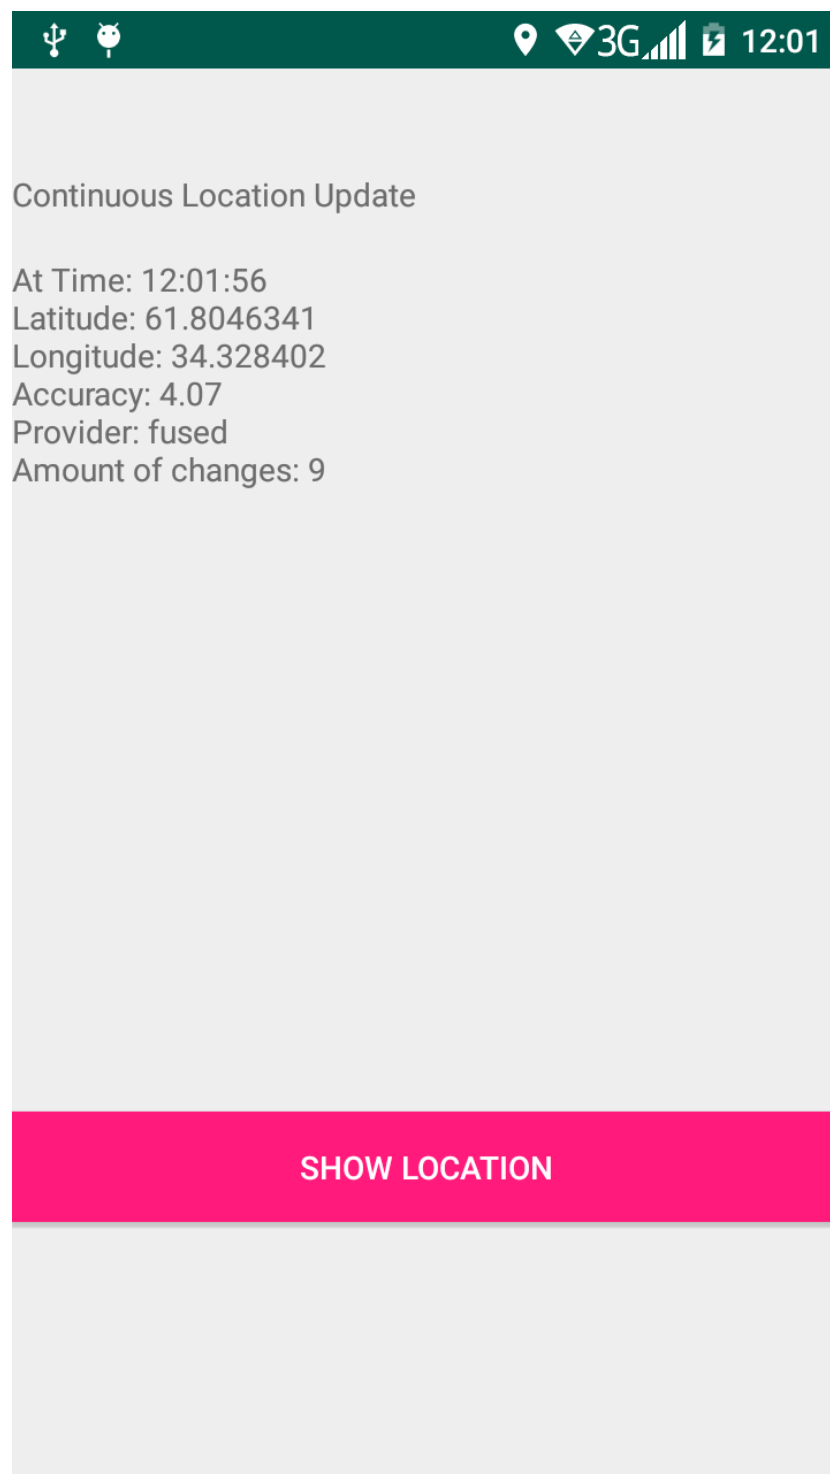 3G 12:01
Continuous Location Update
At Time: 12:01:56
Latitude: 61.8046341
Longitude: 34.328402
Accuracy: 4.07
Provider: fused
Amount of changes: 9
SHOW LOCATION